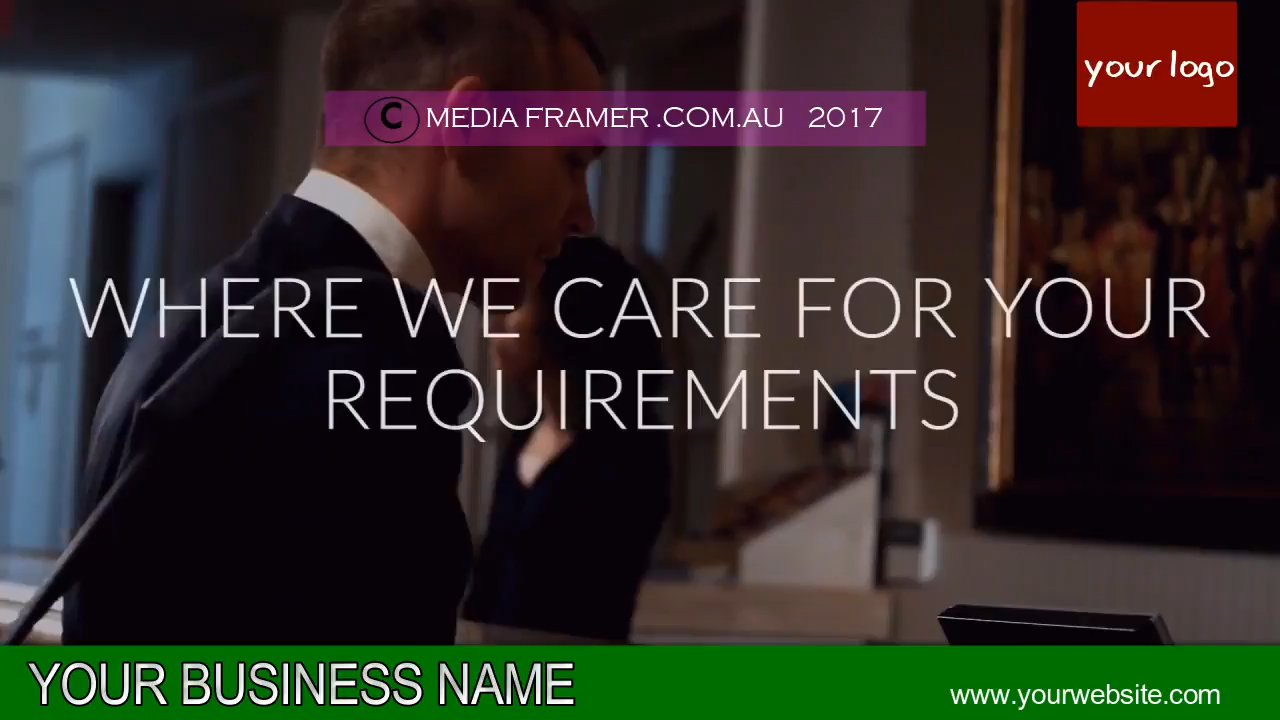 your logo
C MEDIA FRAMER .COM.AU 2017
WHERE WE CARE FOR YOUR
REQUIREMENTS
YOUR BUSINESS NAME
www.yourwebsite.com